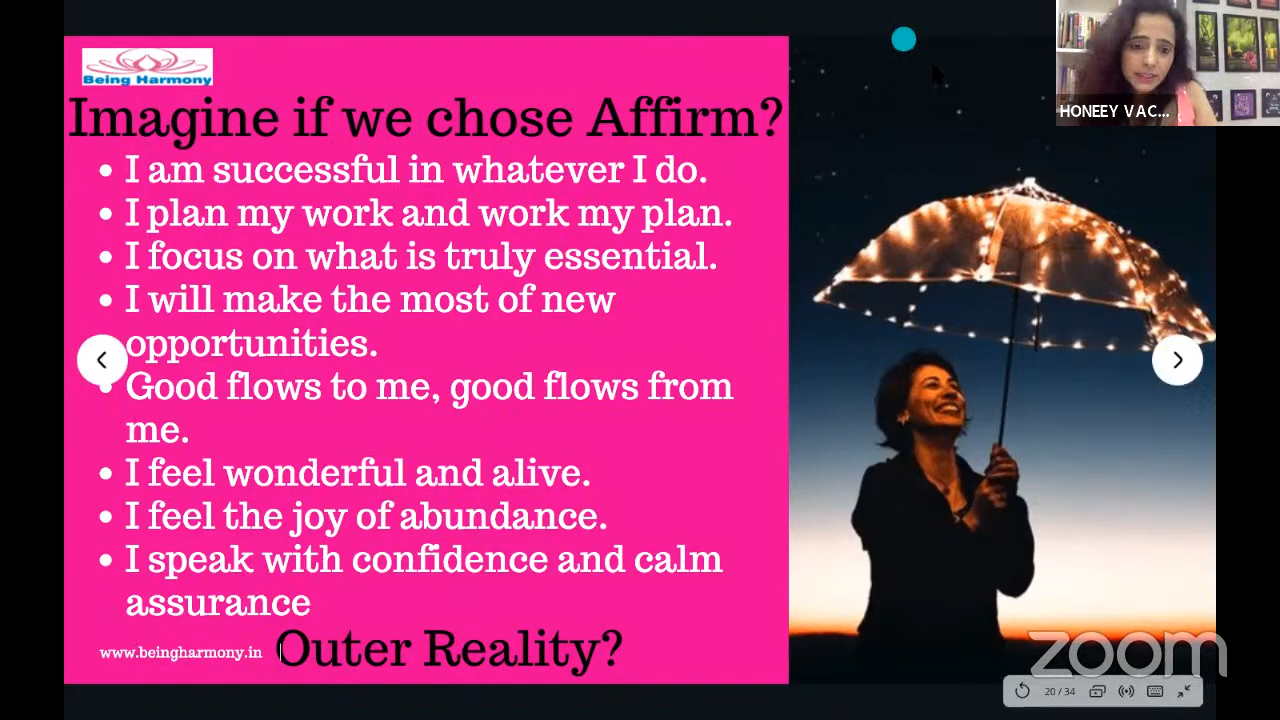 Being Harmony
HONEEY VAC...
Imagine if we chose Affirm?
• I am successful in whatever I do.
• I plan my work and work my plan.
• I focus on what is truly essential.
• I will make the most of new
opportunities.
• Good flows to me, good flows from
me.
• I feel wonderful and alive.
• I feel the joy of abundance.
• I speak with confidence and calm
assurance
www.beingharmony.in
Outer Reality?
zoom
20 / 34